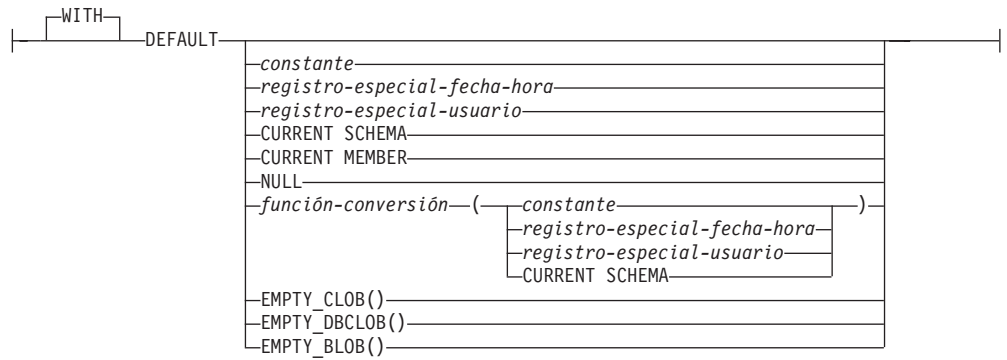 WITH
DEFAULT
constante
registro-especial-fecha-hora
registro-especial-usuario
CURRENT SCHEMA
CURRENT MEMBER
NULL
función-conversión ( constante )
registro-especial-fecha-hora
registro-especial-usuario
CURRENT SCHEMA
EMPTY_CLOB()
EMPTY_DBCLOB()
EMPTY_BLOB()